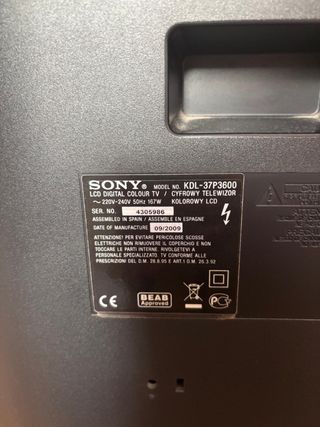 SONY® MODEL NO. KDL-37P3600
LCD DIGITAL COLOUR TV / CYFROWY TELEWIZOR
~ 220V-240V 50Hz 167W KOLOROWY LCD
SER. NO. 4305986
ASSEMBLED IN SPAIN / ASSEMBLE EN ESPAGNE
DATE OF MANUFACTURE 09/2009
ATTENZIONE: PER EVITARE PERICOLOSE SCOSSE
ELETTRICHE NON RIMUOVERE IL COPERCHIO E NON
TOCCARE LE PARTI INTERNE. RIVOLGETEVI A
PERSONALE SPECIALIZZATO. TV CONFORME ALLE
PRESCRIZIONI DEL D.M. 28.8.95 E ART.1 D.M. 26.3.92
CE
BEAB
Approved